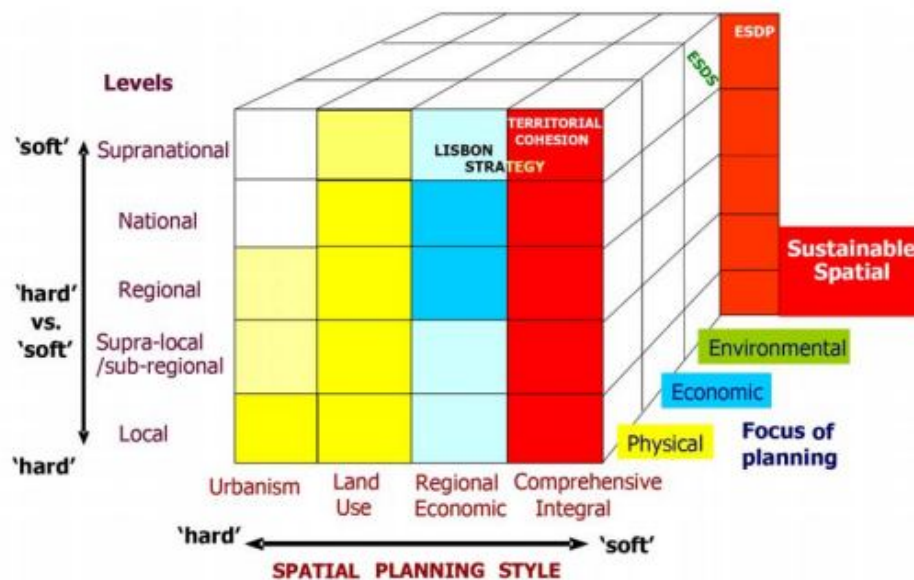 ESDP
ESDS
Levels
'soft'
Supranational
TERRITORIAL
COHESION
LISBON
STRATEGY
National
'hard'
vs.
'soft'
Regional
Sustainable
Spatial
Supra-local
/sub-regional
Environmental
Economic
Local
Physical
Focus of
planning
'hard'
Urbanism
Land
Use
Regional
Economic
Comprehensive
Integral
'hard'
'soft'
SPATIAL PLANNING STYLE